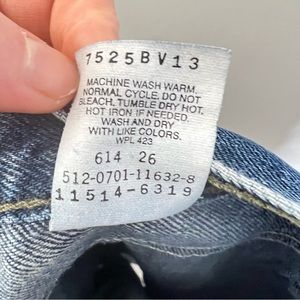 7525BV13
MACHINE WASH WARM,
NORMAL CYCLE. DO NOT
BLEACH. TUMBLE DRY HOT.
HOT IRON IF NEEDED.
WASH AND DRY
WITH LIKE COLORS.
WPL 423
614 26
512-0701-11632-8
11514-6319